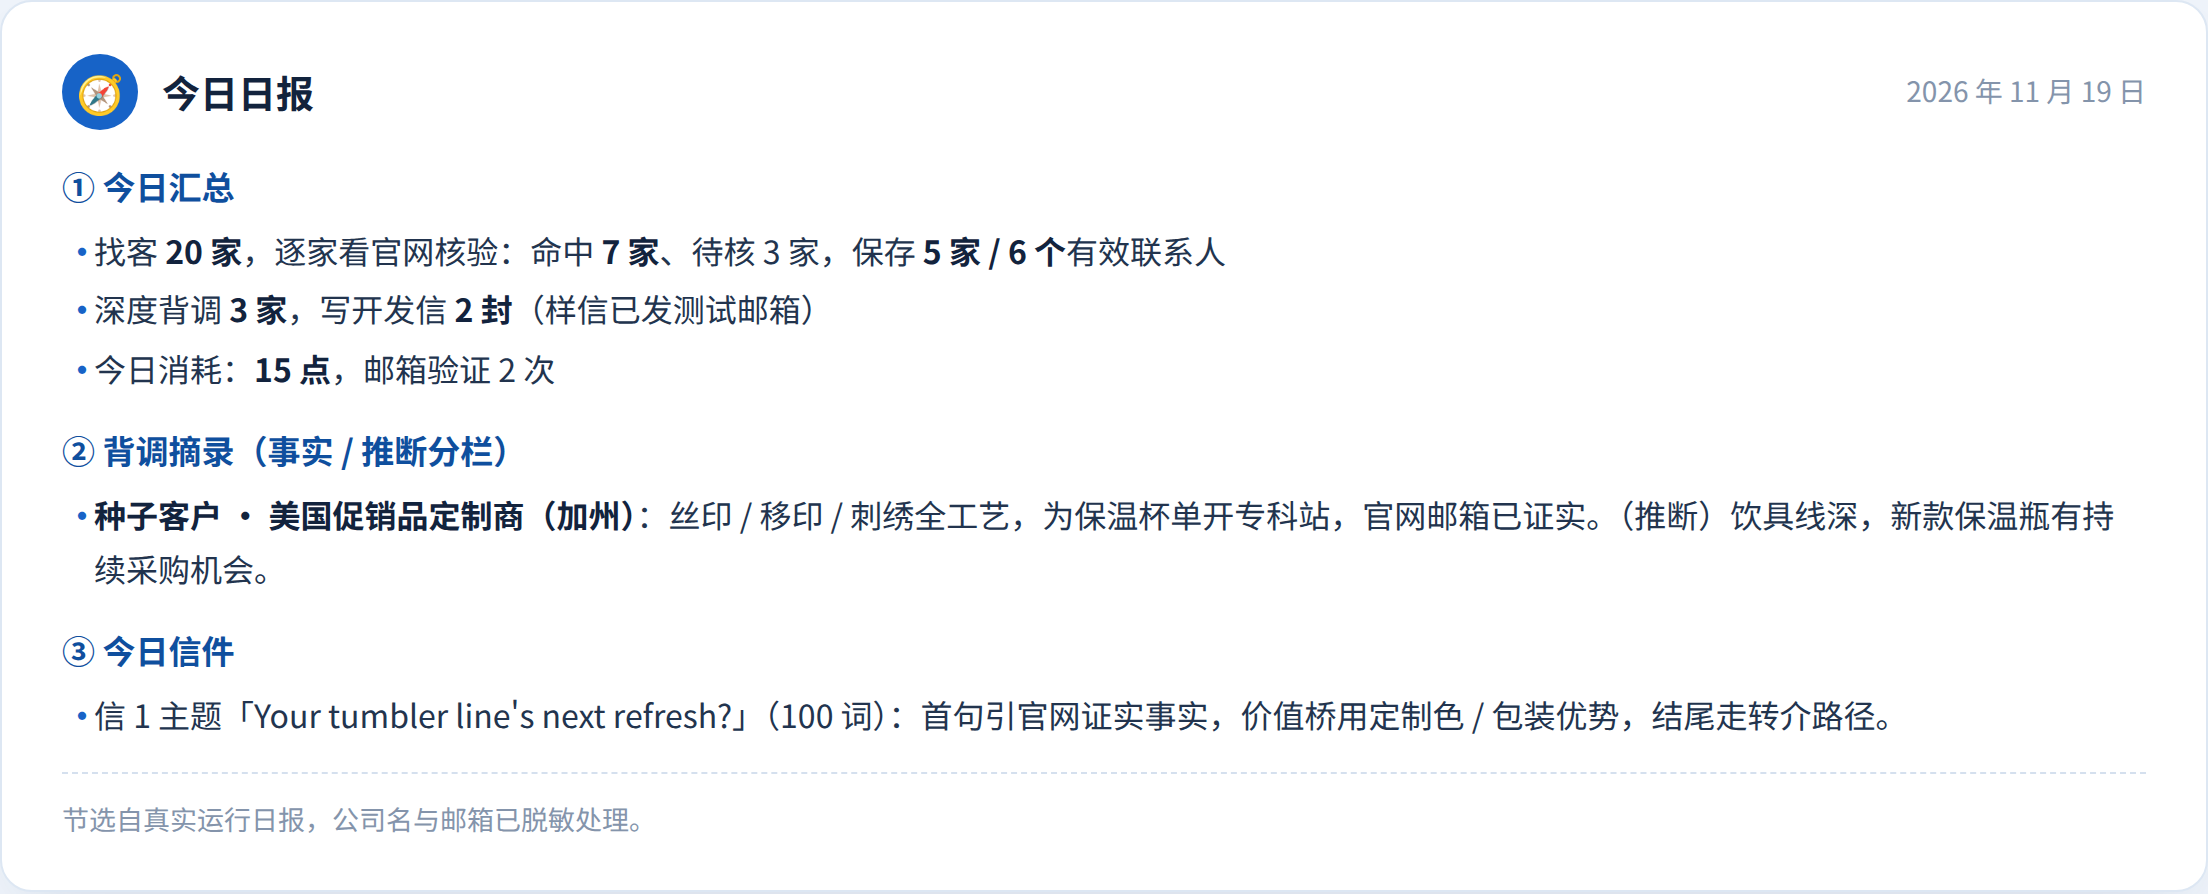 今日日报
2026 年 11 月 19 日
① 今日汇总
• 找客 20 家，逐家看官网核验：命中 7 家、待核 3 家，保存 5 家 / 6 个有效联系人
• 深度背调 3 家，写开发信 2 封（样信已发测试邮箱）
• 今日消耗：15 点，邮箱验证 2 次
② 背调摘录（事实 / 推断分栏）
• 种子客户 · 美国促销品定制商（加州）：丝印 / 移印 / 刺绣全工艺，为保温杯单开专科站，官网邮箱已证实。（推断）饮具线深，新款保温瓶有持
续采购机会。
③ 今日信件
• 信 1 主题「Your tumbler line's next refresh?」（100 词）：首句引官网证实事实，价值桥用定制色 / 包装优势，结尾走转介路径。
节选自真实运行日报，公司名与邮箱已脱敏处理。